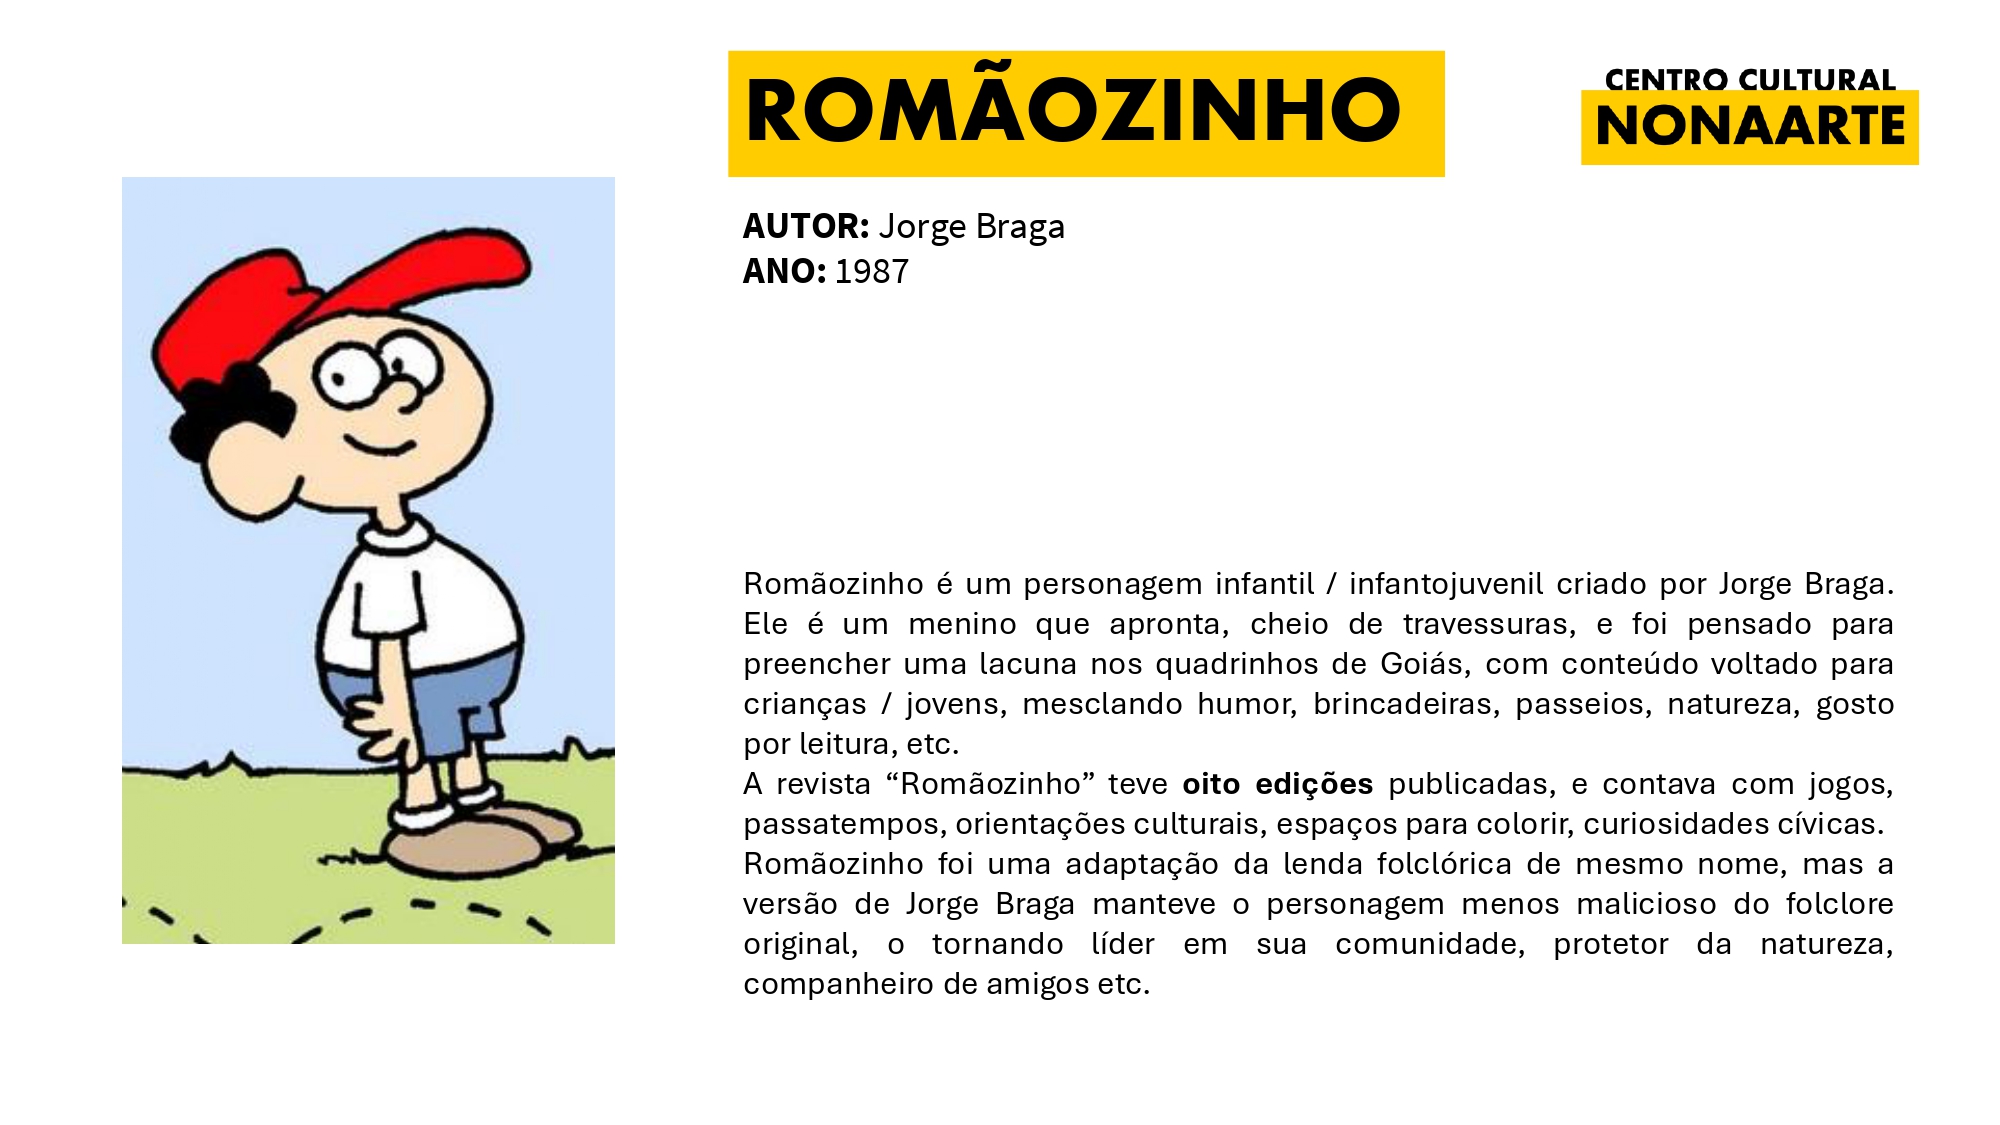 ROMÃOZINHO
CENTRO CULTURAL
NONAARTE
AUTOR: Jorge Braga
ANO: 1987
Romãozinho é um personagem infantil / infantojuvenil criado por Jorge Braga.
Ele é um menino que apronta, cheio de travessuras, e foi pensado para
preencher uma lacuna nos quadrinhos de Goiás, com conteúdo voltado para
crianças / jovens, mesclando humor, brincadeiras, passeios, natureza, gosto
por leitura, etc.
A revista “Romãozinho” teve oito edições publicadas, e contava com jogos,
passatempos, orientações culturais, espaços para colorir, curiosidades cívicas.
Romãozinho foi uma adaptação da lenda folclórica de mesmo nome, mas a
versão de Jorge Braga manteve o personagem menos malicioso do folclore
original, o tornando líder em sua comunidade, protetor da natureza,
companheiro de amigos etc.